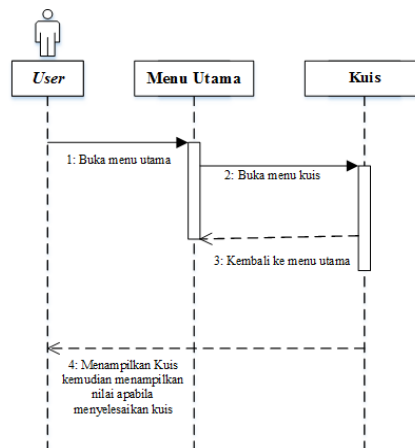 User
Menu Utama
Kuis
1: Buka menu utama
2: Buka menu kuis
3: Kembali ke menu utama
4: Menampilkan Kuis
kemudian menampilkan
nilai apabila
menyelesaikan kuis